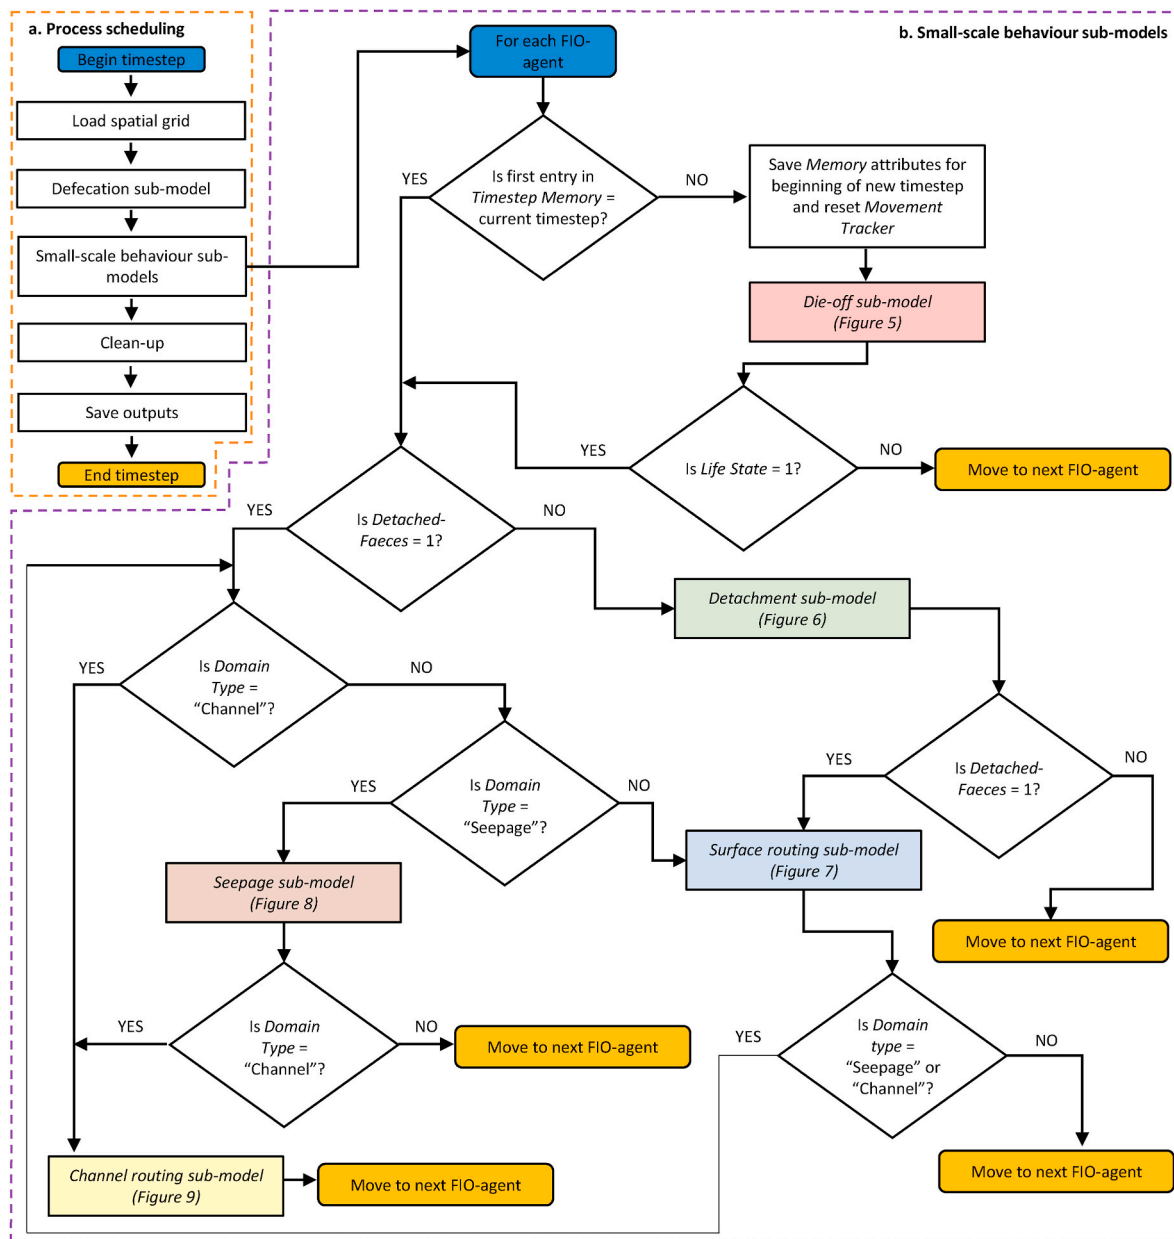 a. Process scheduling
Begin timestep
Load spatial grid
Defecation sub-model
Small-scale behaviour sub-
models
Clean-up
Save outputs
End timestep
b. Small-scale behaviour sub-models
For each FIO-
agent
Is first entry in
Timestep Memory =
current timestep?
YES
NO
Save Memory attributes for
beginning of new timestep
and reset Movement
Tracker
Die-off sub-model
(Figure 5)
Is Life State = 1?
YES
NO
Move to next FIO-agent
Is Detached-
Faeces = 1?
YES
NO
Detachment sub-model
(Figure 6)
Is Domain
Type =
“Channel”?
YES
NO
Is Detached-
Faeces = 1?
YES
NO
Is Domain
Type =
“Seepage”?
YES
NO
Surface routing sub-model
(Figure 7)
Seepage sub-model
(Figure 8)
Move to next FIO-agent
Is Domain
Type =
“Channel”?
YES
NO
Move to next FIO-agent
Is Domain
type =
“Seepage” or
“Channel”?
YES
NO
Channel routing sub-model
(Figure 9)
Move to next FIO-agent
Move to next FIO-agent